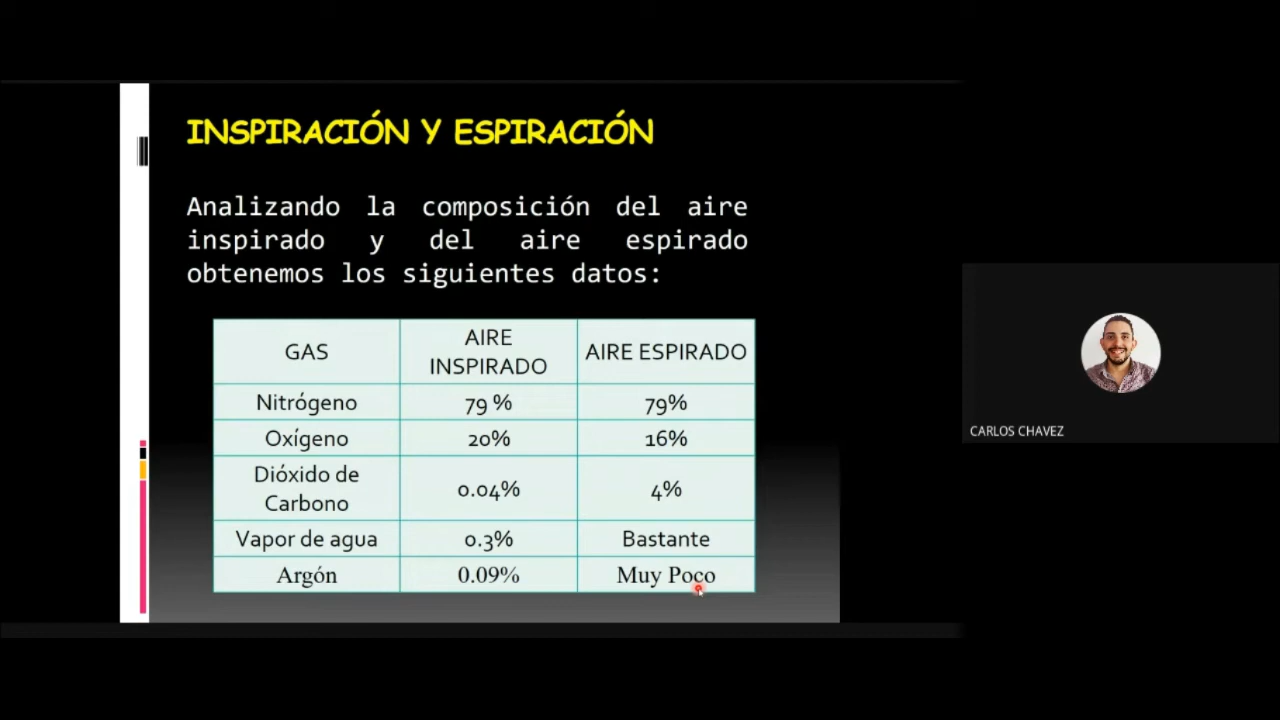 INSPIRACIÓN Y ESPIRACIÓN
Analizando la composición del aire
inspirado y del aire espirado
obtenemos los siguientes datos:
GAS
AIRE
INSPIRADO
AIRE ESPIRADO
Nitrógeno
79 %
79%
Oxígeno
20%
16%
Dióxido de
Carbono
0.04%
4%
Vapor de agua
0.3%
Bastante
Argón
0.09%
Muy Poco
CARLOS CHAVEZ